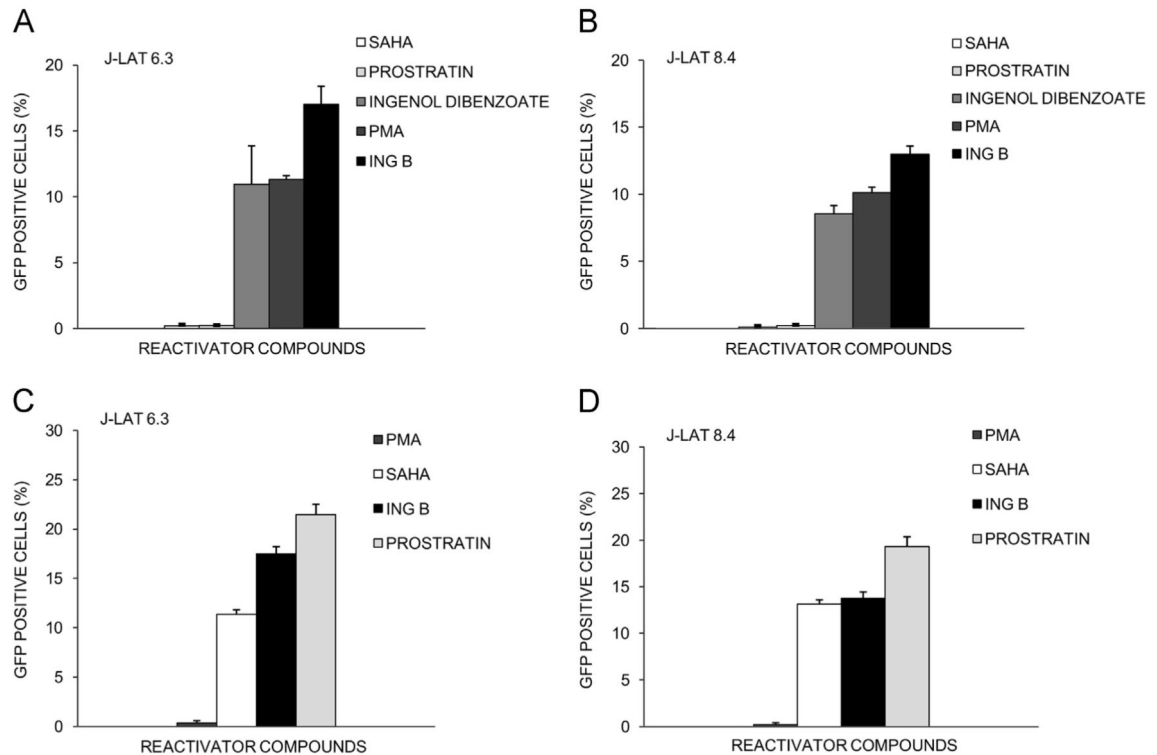 A
J-LAT 6.3
SAHA
PROSTRATIN
INGENOL DIBENZOATE
PMA
ING B
GFP POSITIVE CELLS (%)
20
15
10
5
0
REACTIVATOR COMPOUNDS
B
J-LAT 8.4
SAHA
PROSTRATIN
INGENOL DIBENZOATE
PMA
ING B
GFP POSITIVE CELLS (%)
20
15
10
5
0
REACTIVATOR COMPOUNDS
C
J-LAT 6.3
PMA
SAHA
ING B
PROSTRATIN
GFP POSITIVE CELLS (%)
30
25
20
15
10
5
0
REACTIVATOR COMPOUNDS
D
J-LAT 8.4
PMA
SAHA
ING B
PROSTRATIN
GFP POSITIVE CELLS (%)
30
25
20
15
10
5
0
REACTIVATOR COMPOUNDS